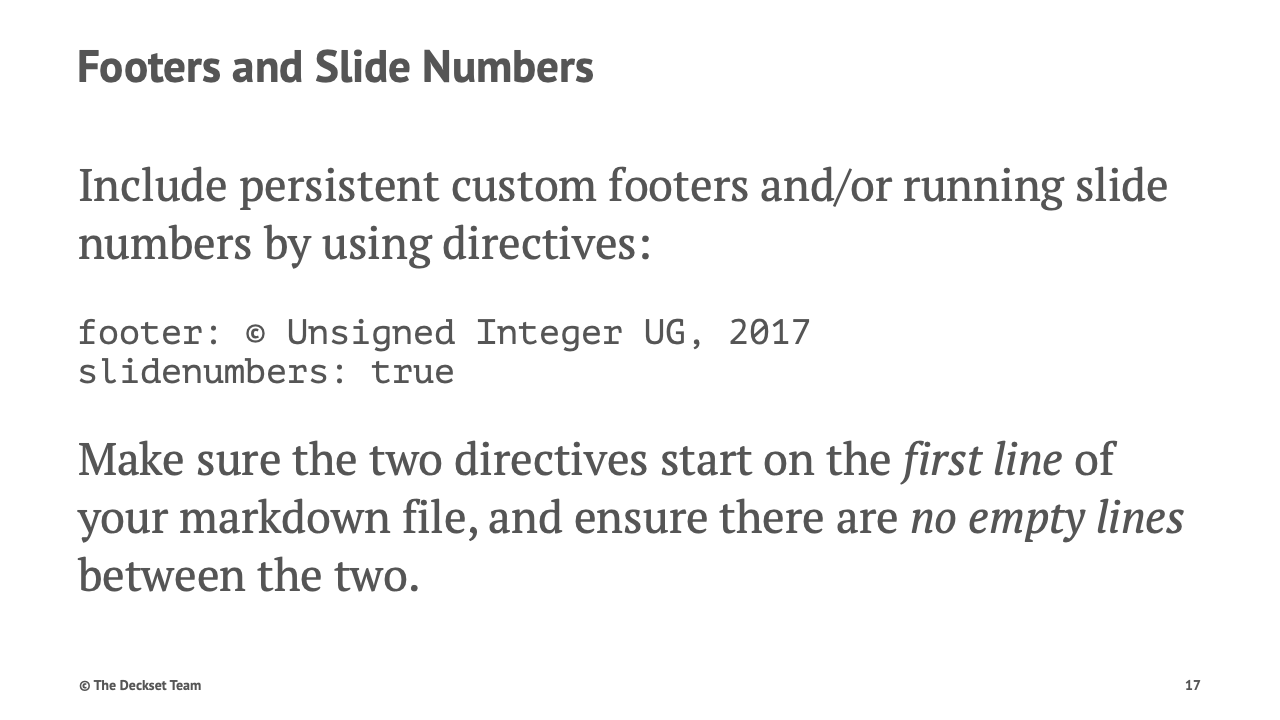 Footers and Slide Numbers
Include persistent custom footers and/or running slide
numbers by using directives:
footer: © Unsigned Integer UG, 2017
slidenumbers: true
Make sure the two directives start on the first line of
your markdown file, and ensure there are no empty lines
between the two.
© The Deckset Team
17